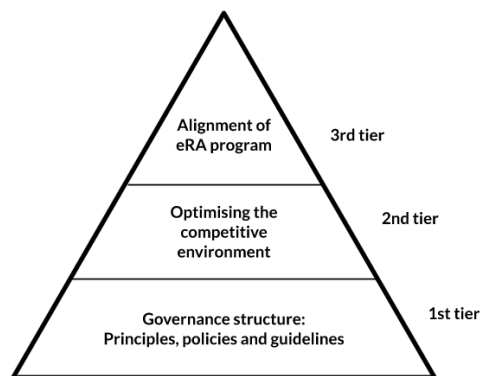 Alignment of
eRA program
3rd tier
Optimising the
competitive
environment
2nd tier
Governance structure:
Principles, policies and guidelines
1st tier